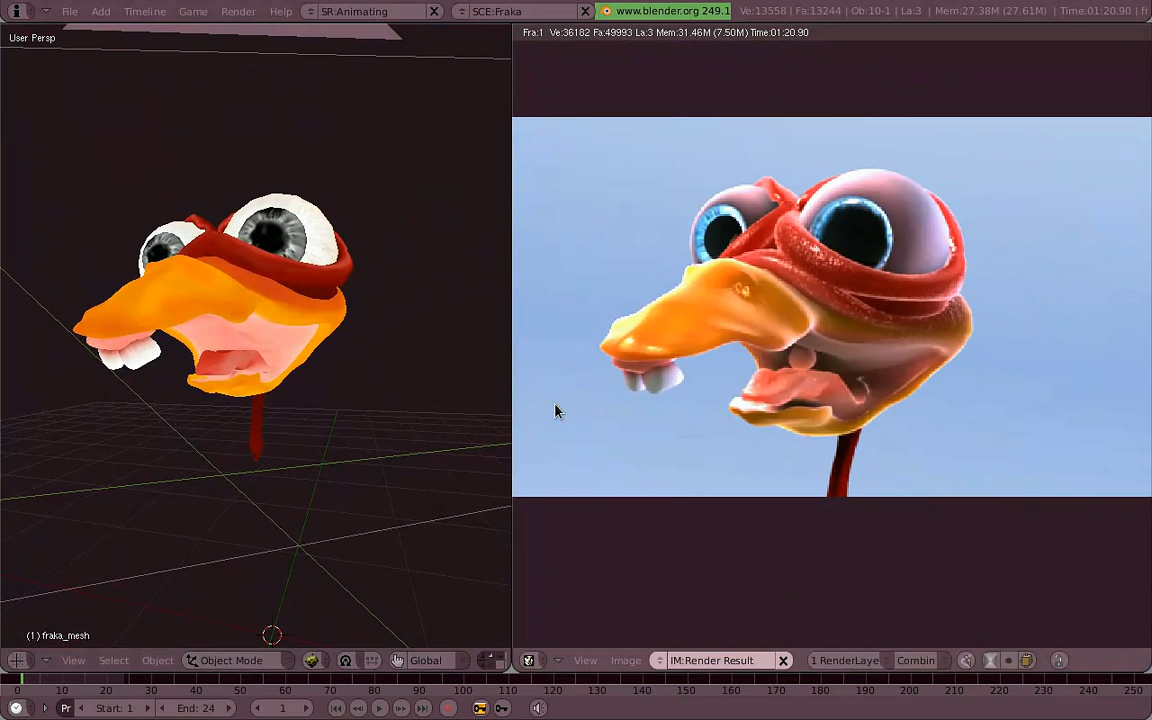 File Add Timeline Game Render Help SR:Animating SCE:Fraka www.blender.org 249.1 Ve:13558 | Fa:13244 | Ob:10-1 | La:3 | Mem:27.38M (27.61M) | Time:01:20.90 | fr
User Persp
Fra:1 Ve:36182 Fa:49993 La:3 Mem:31.46M (7.50M) Time:01:20.90
(1) fraka_mesh
View Select Object Object Mode Global View Image IM:Render Result 1 RenderLaye Combin
0 10 20 30 40 50 60 70 80 90 100 110 120 130 140 150 160 170 180 190 200 210 220 230 240 250
Pr Start: 1 End: 24 1